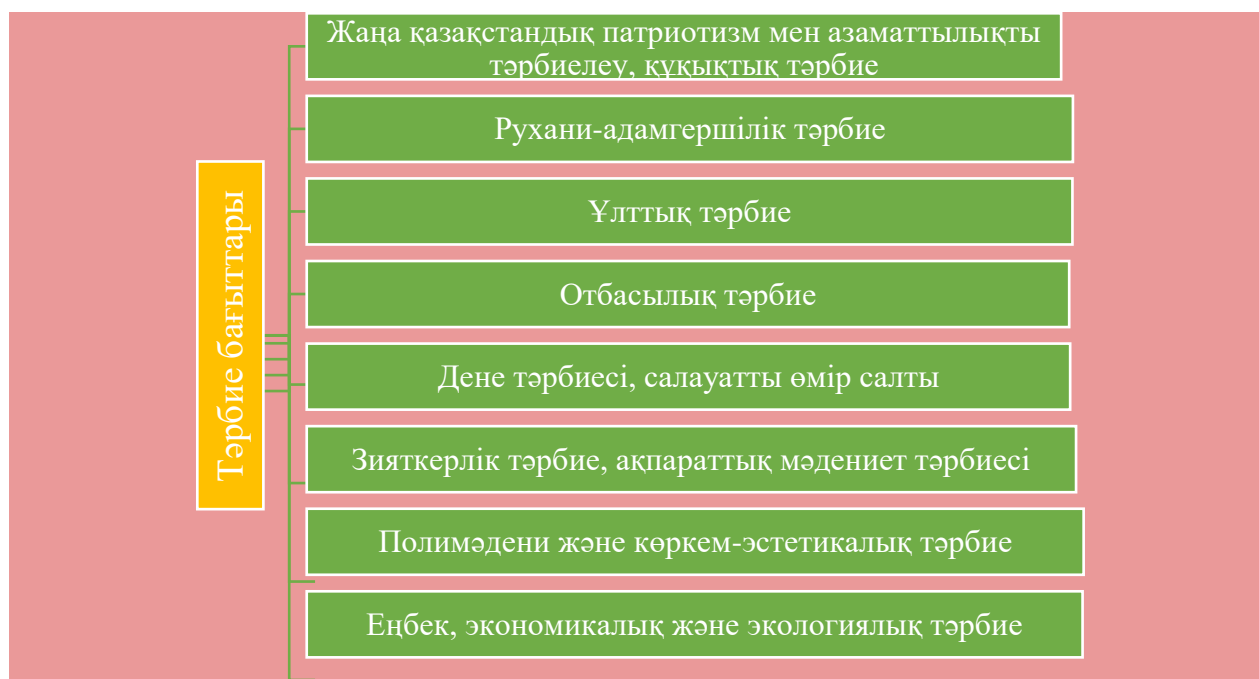 Жаңа қазақстандық патриотизм мен азаматтылықты
тәрбиелеу, құқықтық тәрбие
Рухани-адамгершілік тәрбие
Ұлттық тәрбие
Отбасылық тәрбие
Тәрбие бағыттары
Дене тәрбиесі, салауатты өмір салты
Зияткерлік тәрбие, ақпараттық мәдениет тәрбиесі
Полимәдени және көркем-эстетикалық тәрбие
Еңбек, экономикалық және экологиялық тәрбие